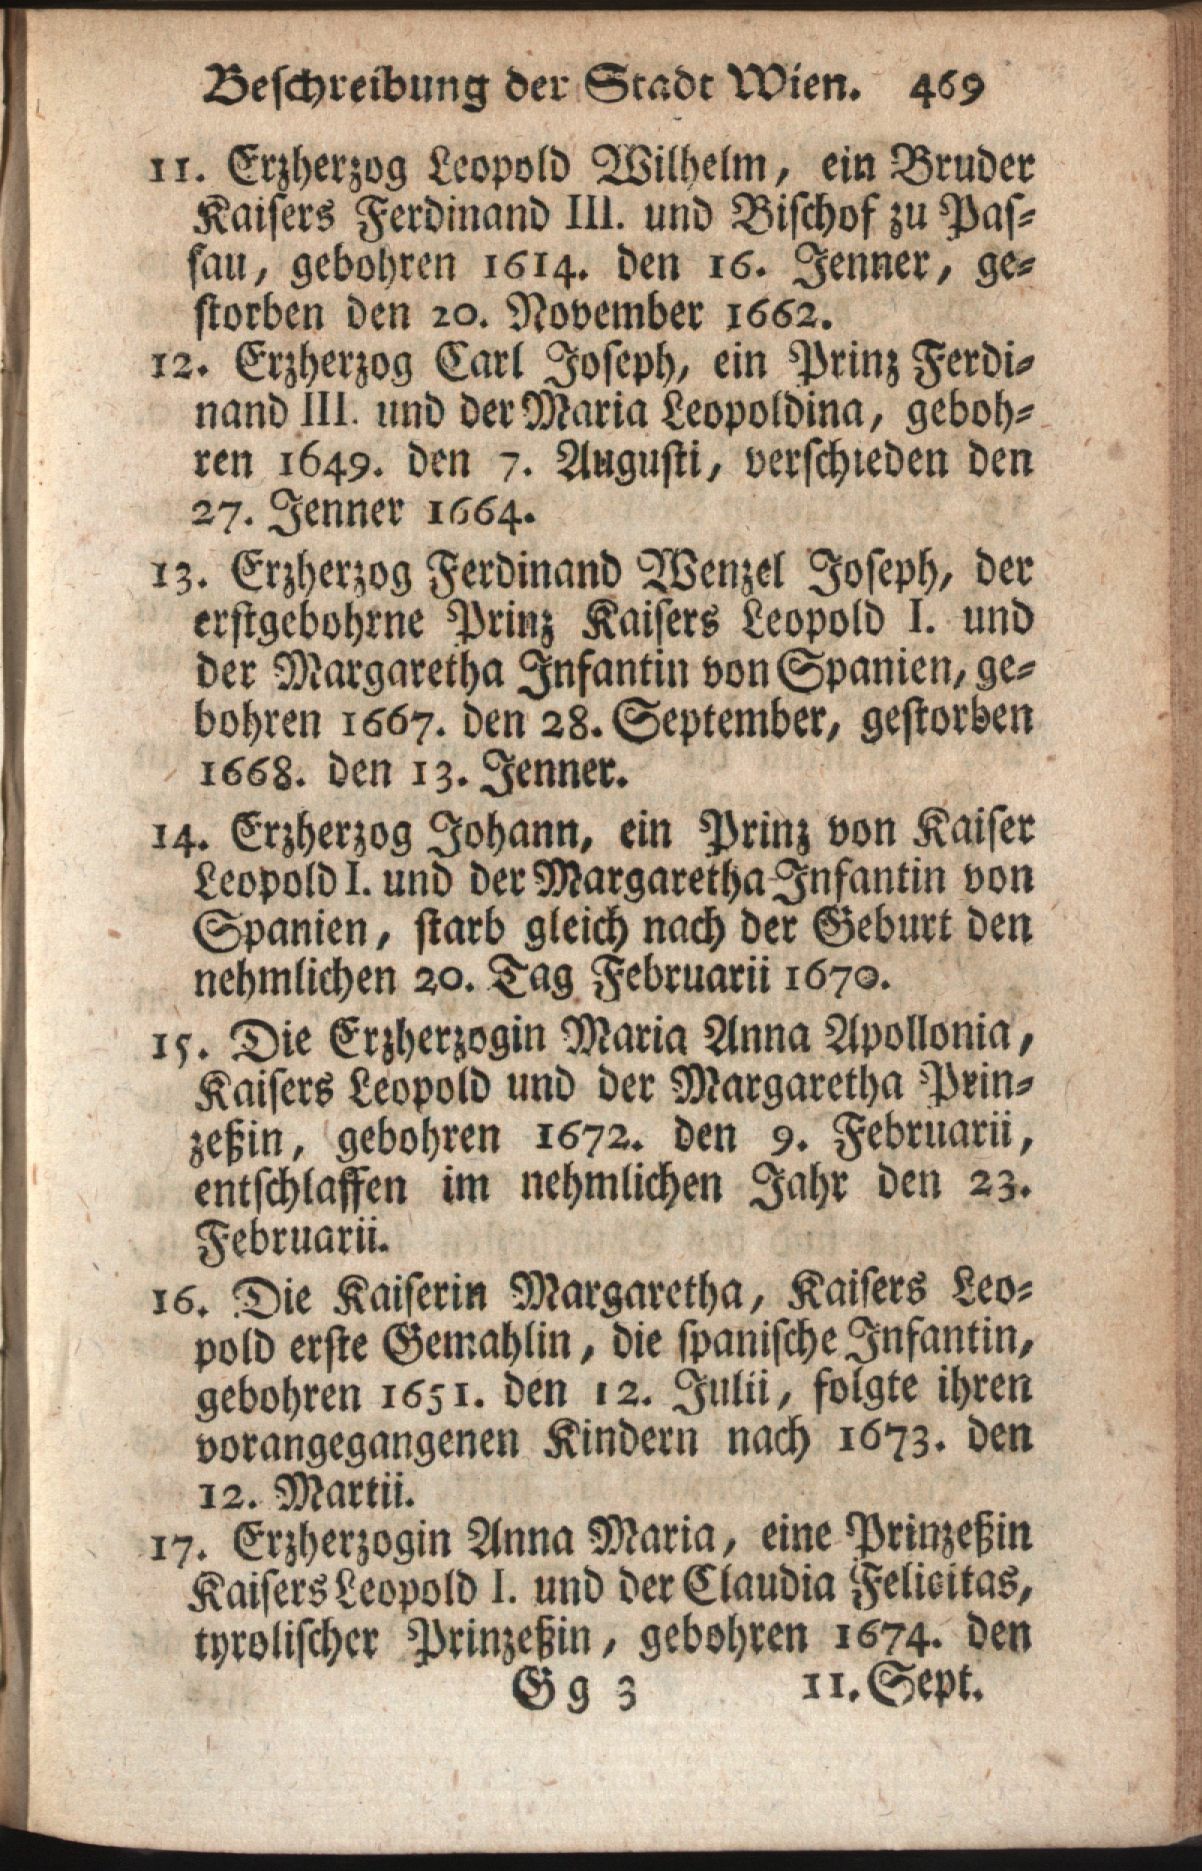 Beschreibung der Stadt Wien. 469
11. Erzherzog Leopold Wilhelm, ein Bruder
Kaisers Ferdinand III. und Bischof zu Pas-
sau, gebohren 1614. den 16. Jenner, ge-
storben den 20. November 1662.
12. Erzherzog Carl Joseph, ein Prinz Ferdi-
nand III. und der Maria Leopoldina, geboh-
ren 1649. den 7. Augusti, verschieden den
27. Jenner 1664.
13. Erzherzog Ferdinand Wenzel Joseph, der
erstgebohrne Prinz Kaisers Leopold I. und
der Margaretha Infantin von Spanien, ge-
bohren 1667. den 28. September, gestorben
1668. den 13. Jenner.
14. Erzherzog Johann, ein Prinz von Kaiser
Leopold I. und der Margaretha Infantin von
Spanien, starb gleich nach der Geburt den
nehmlichen 20. Tag Februarii 1670.
15. Die Erzherzogin Maria Anna Apollonia,
Kaisers Leopold und der Margaretha Prin-
zeßin, gebohren 1672. den 9. Februarii,
entschlaffen im nehmlichen Jahr den 23.
Februarii.
16. Die Kaiserin Margaretha, Kaisers Leo-
pold erste Gemahlin, die spanische Infantin,
gebohren 1651. den 12. Julii, folgte ihren
vorangegangenen Kindern nach 1673. den
12. Martii.
17. Erzherzogin Anna Maria, eine Prinzeßin
Kaisers Leopold I. und der Claudia Felicitas,
tyrolischer Prinzeßin, gebohren 1674. den
Gg 3 11. Sept.